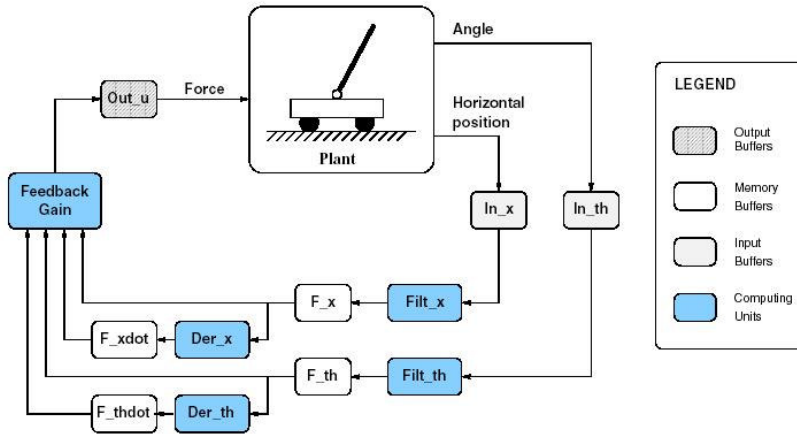 Angle
Out_u
Force
Horizontal
position
Plant
Feedback
Gain
In_x
In_th
F_x
Filt_x
F_xdot
Der_x
F_th
Filt_th
F_thdot
Der_th
LEGEND
Output
Buffers
Memory
Buffers
Input
Buffers
Computing
Units